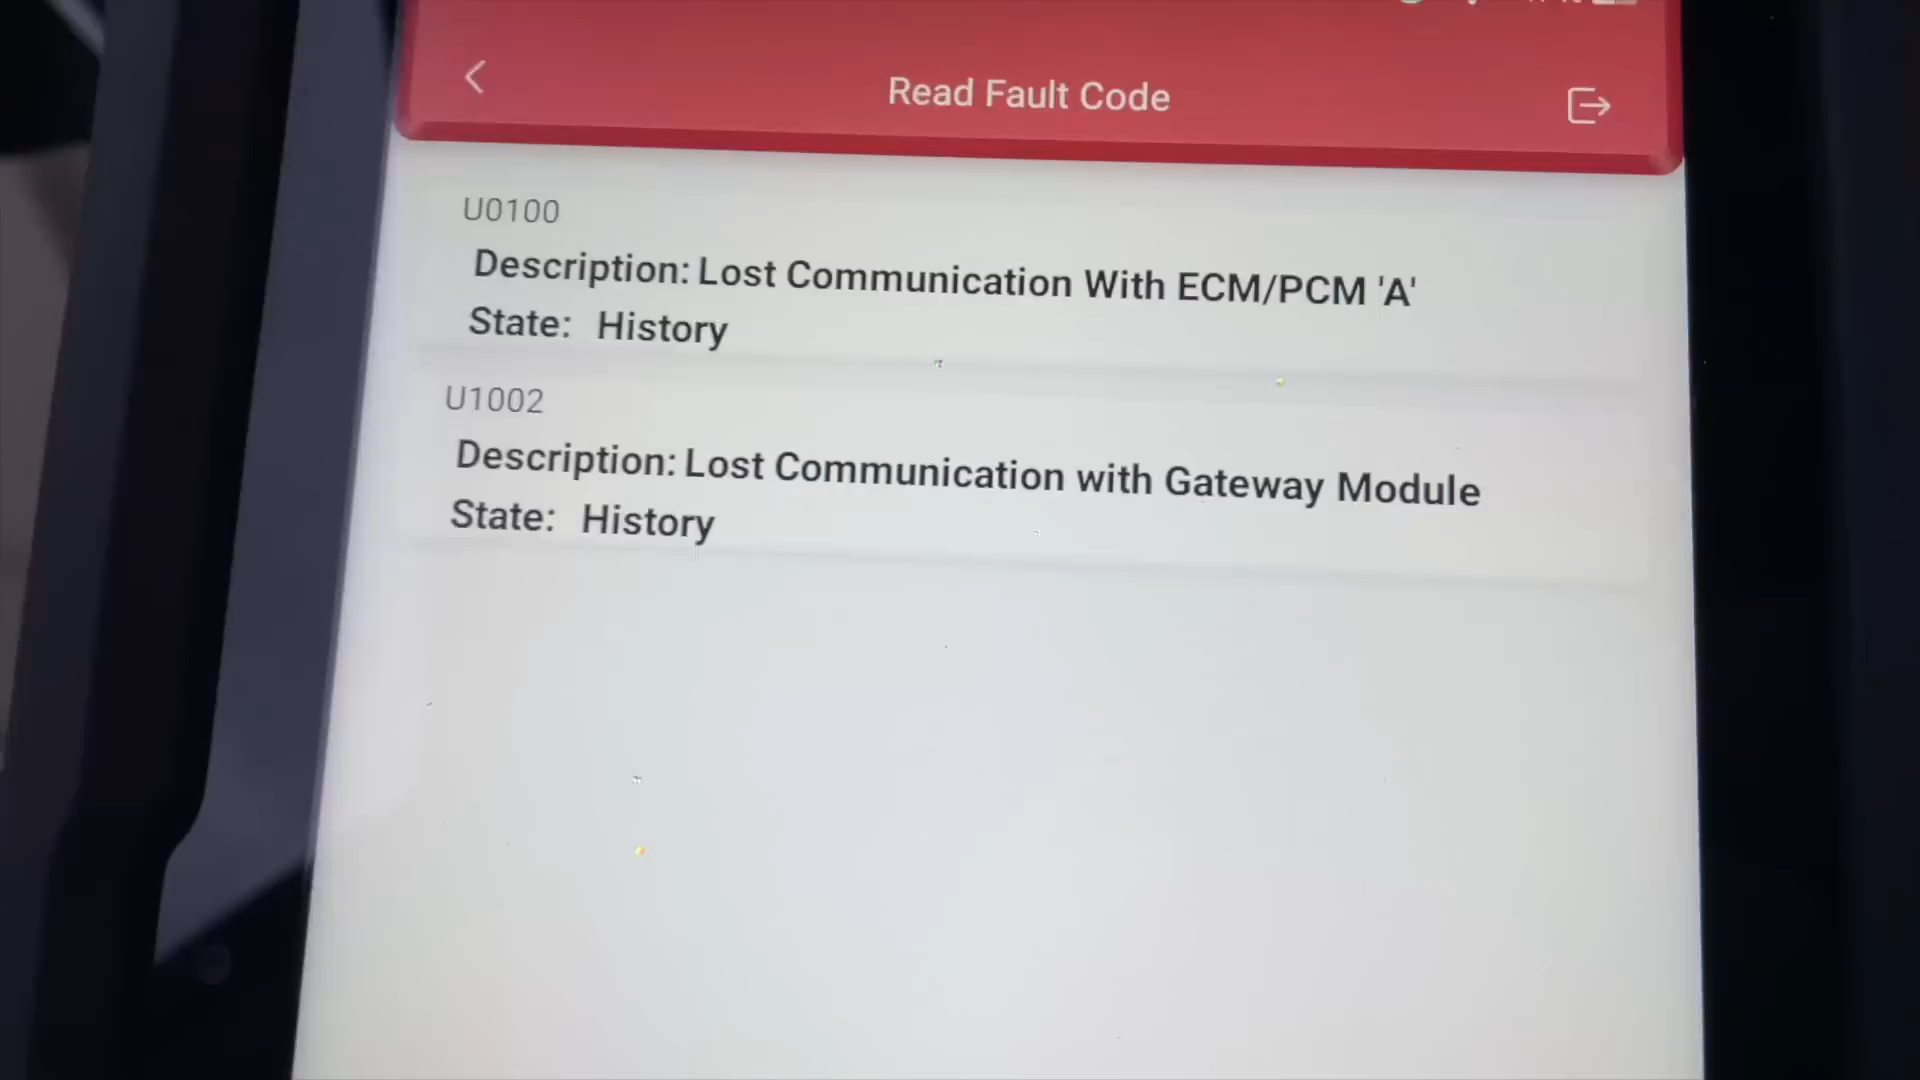 Read Fault Code
U0100
Description: Lost Communication With ECM/PCM 'A'
State: History
U1002
Description: Lost Communication with Gateway Module
State: History